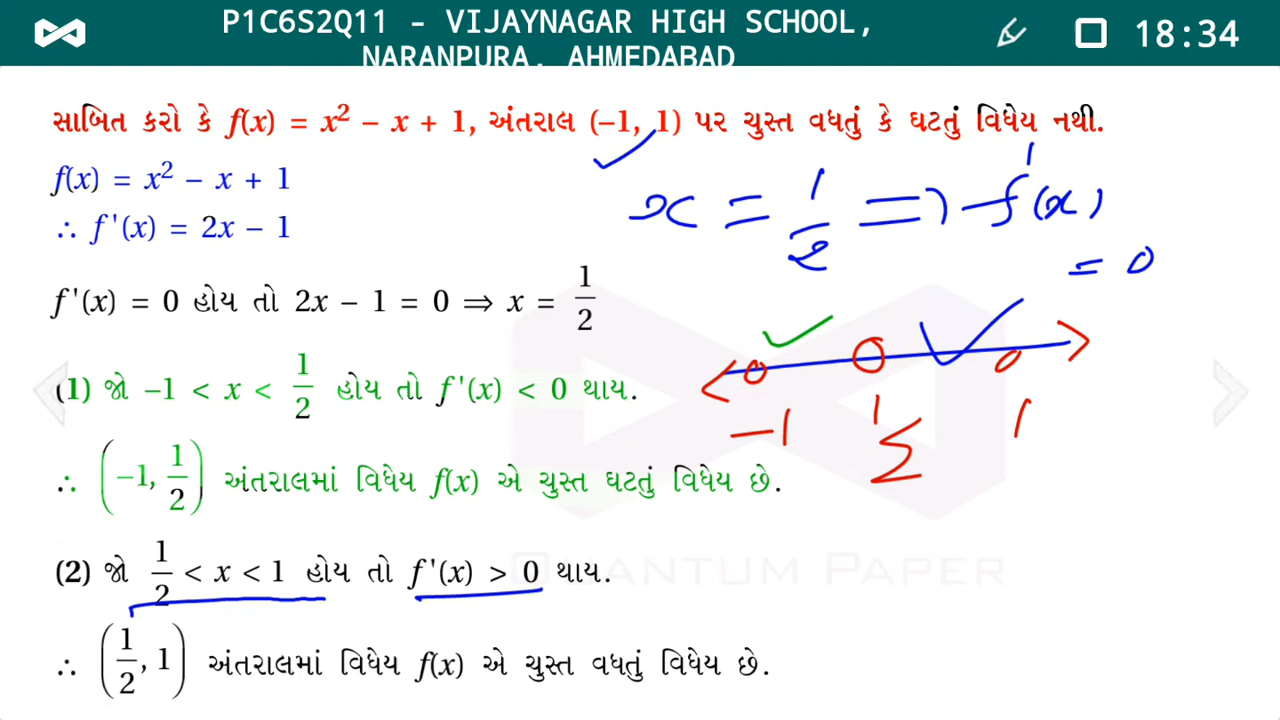 P1C6S2Q11 - VIJAYNAGAR HIGH SCHOOL,
NARANPURA, AHMEDABAD
18:34
સાબિત કરો કે f(x) = x² − x + 1, અંતરાલ (−1, 1) પર ચુસ્ત વધતું કે ઘટતું વિધેય નથી.
f(x) = x² − x + 1
∴ f'(x) = 2x − 1
x = 1/2 ⇒ f'(x)
= 0
f'(x) = 0 હોય તો 2x − 1 = 0 ⇒ x = 1/2
(1) જો −1 < x < 1/2 હોય તો f'(x) < 0 થાય.
−1 1/2 1
∴ (−1, 1/2) અંતરાલમાં વિધેય f(x) એ ચુસ્ત ઘટતું વિધેય છે.
(2) જો 1/2 < x < 1 હોય તો f'(x) > 0 થાય.
QUANTUM PAPER
∴ (1/2, 1) અંતરાલમાં વિધેય f(x) એ ચુસ્ત વધતું વિધેય છે.